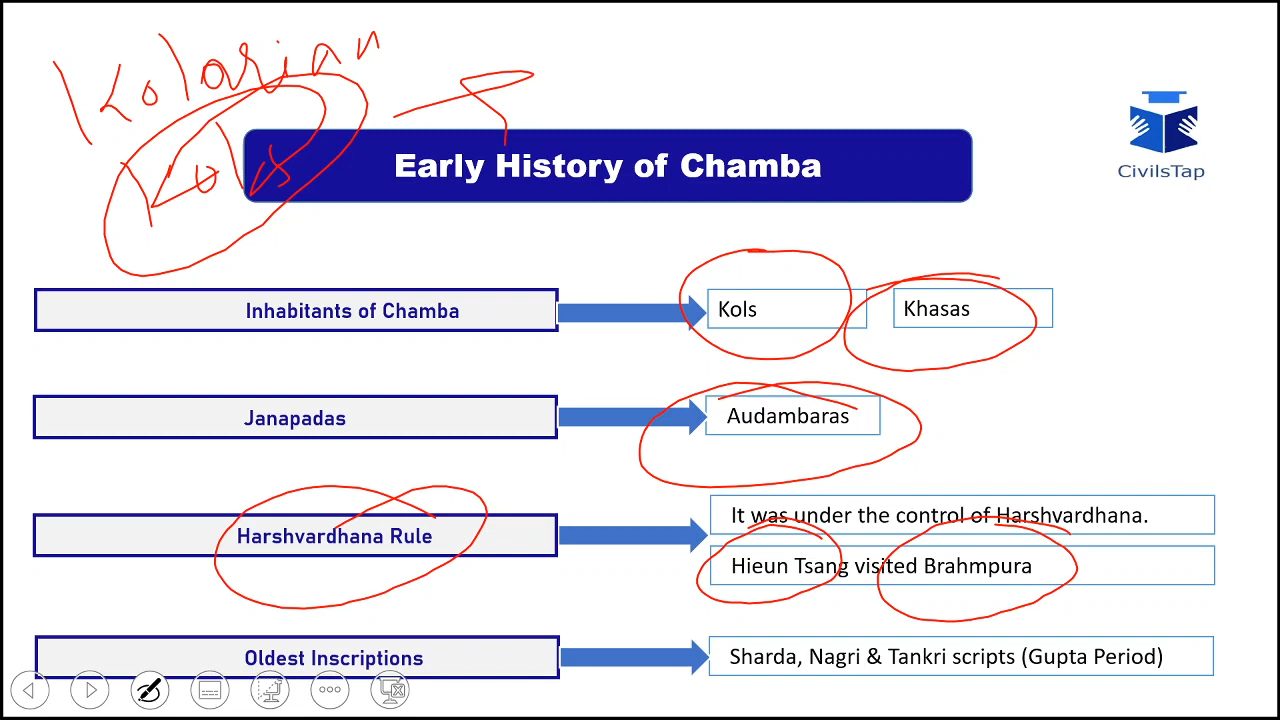 Kolarian
Kols
Early History of Chamba
CivilsTap
Inhabitants of Chamba
Kols
Khasas
Janapadas
Audambaras
Harshvardhana Rule
It was under the control of Harshvardhana.
Hieun Tsang visited Brahmpura
Oldest Inscriptions
Sharda, Nagri & Tankri scripts (Gupta Period)